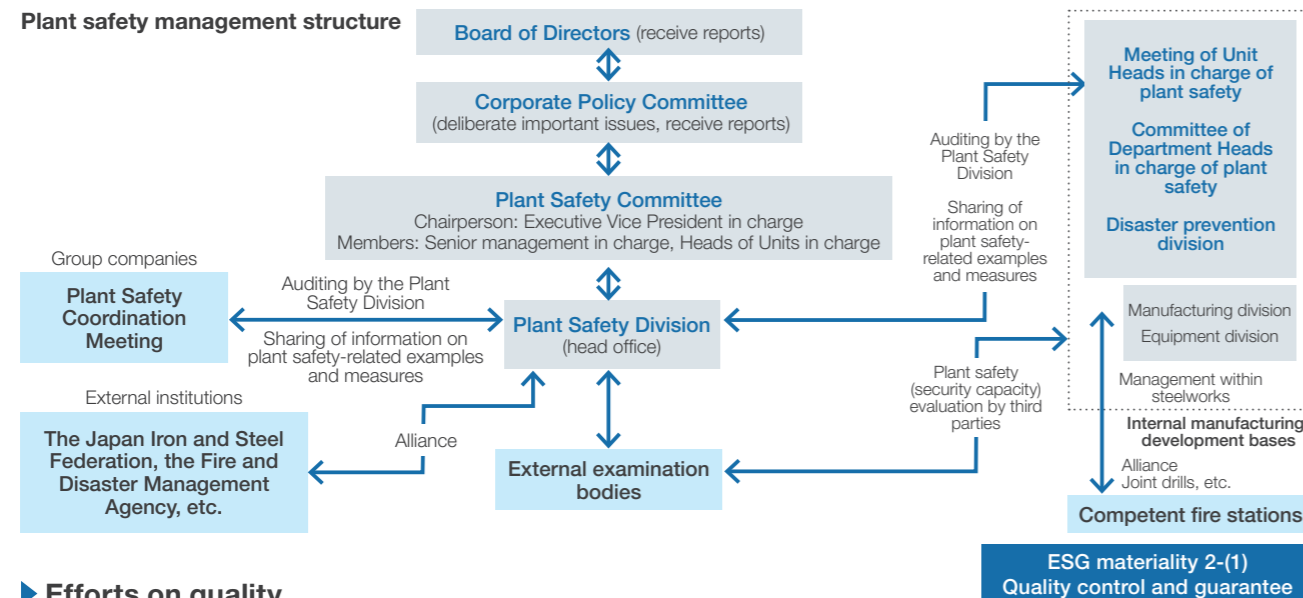 Plant safety management structure
Board of Directors (receive reports)
Corporate Policy Committee
(deliberate important issues, receive reports)
Plant Safety Committee
Chairperson: Executive Vice President in charge
Members: Senior management in charge, Heads of Units in charge
Group companies
Plant Safety
Coordination
Meeting
Auditing by the Plant
Safety Division
Sharing of information on
plant safety-related examples
and measures
Plant Safety Division
(head office)
External institutions
The Japan Iron and Steel
Federation, the Fire and
Disaster Management
Agency, etc.
Alliance
External examination
bodies
Auditing by the
Plant Safety
Division
Sharing of
information on
plant safety-
related examples
and measures
Plant safety
(security capacity)
evaluation by third
parties
Meeting of Unit
Heads in charge of
plant safety
Committee of
Department Heads
in charge of plant
safety
Disaster prevention
division
Manufacturing division
Equipment division
Management within
steelworks
Internal manufacturing
development bases
Alliance
Joint drills, etc.
Competent fire stations
ESG materiality 2-(1)
Quality control and guarantee
Efforts on quality